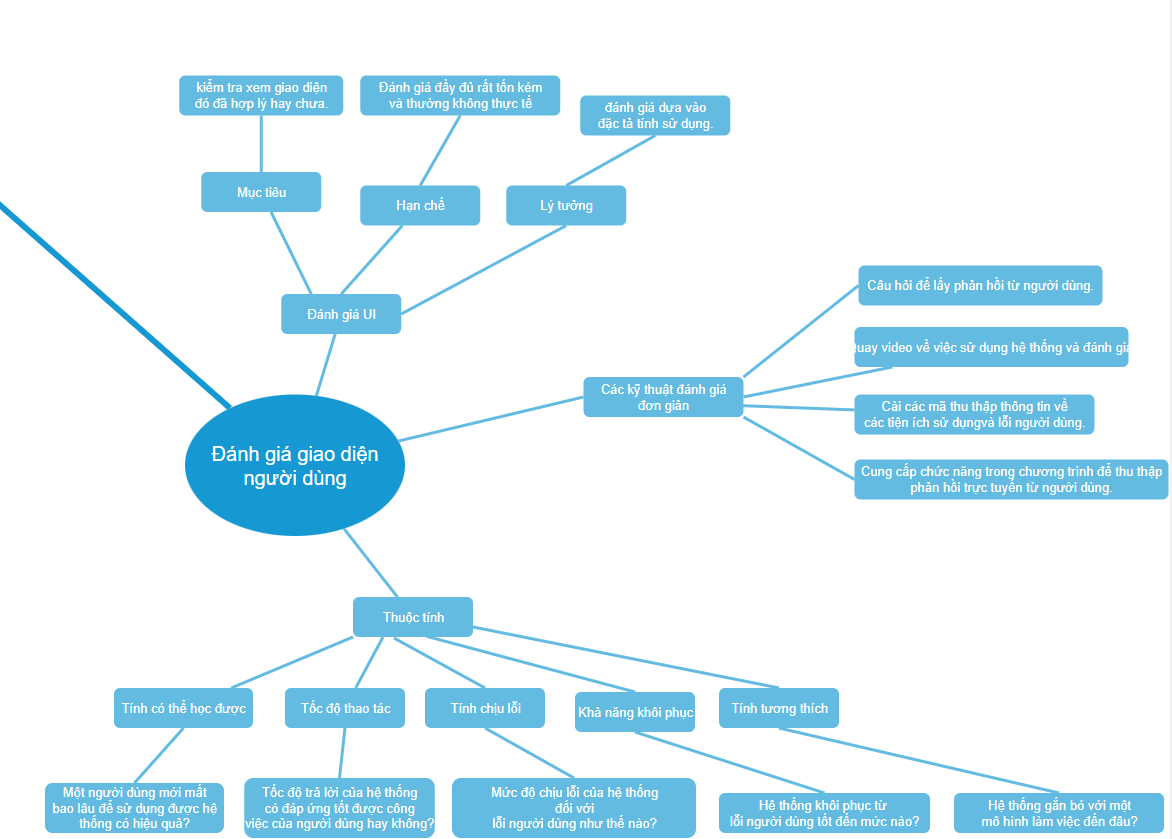 kiểm tra xem giao diện
đó đã hợp lý hay chưa.
Đánh giá đầy đủ rất tốn kém
và thường không thực tế
đánh giá dựa vào
đặc tả tính sử dụng.
Mục tiêu
Hạn chế
Lý tưởng
Đánh giá UI
Câu hỏi để lấy phản hồi từ người dùng.
Quay video về việc sử dụng hệ thống và đánh giá
Các kỹ thuật đánh giá
đơn giản
Cài các mã thu thập thông tin về
các tiện ích sử dụngvà lỗi người dùng.
Cung cấp chức năng trong chương trình để thu thập
phản hồi trực tuyến từ người dùng.
Đánh giá giao diện
người dùng
Thuộc tính
Tính có thể học được
Tốc độ thao tác
Tính chịu lỗi
Khả năng khôi phục
Tính tương thích
Một người dùng mới mất
bao lâu để sử dụng được hệ
thống có hiệu quả?
Tốc độ trả lời của hệ thống
có đáp ứng tốt được công
việc của người dùng hay không?
Mức độ chịu lỗi của hệ thống
đối với
lỗi người dùng như thế nào?
Hệ thống khôi phục từ
lỗi người dùng tốt đến mức nào?
Hệ thống gắn bó với một
mô hình làm việc đến đâu?